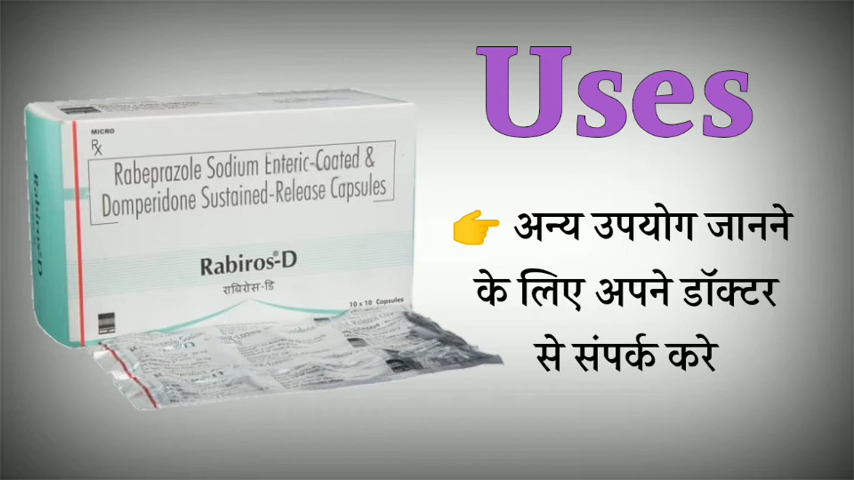 Uses
MICRO
Rx
Rabeprazole Sodium Enteric-Coated &
Domperidone Sustained-Release Capsules
Rabiros®-D
राबिरोस-डि
10 x 10 Capsules
Rabiros-D
👉 अन्य उपयोग जानने
के लिए अपने डॉक्टर
से संपर्क करे